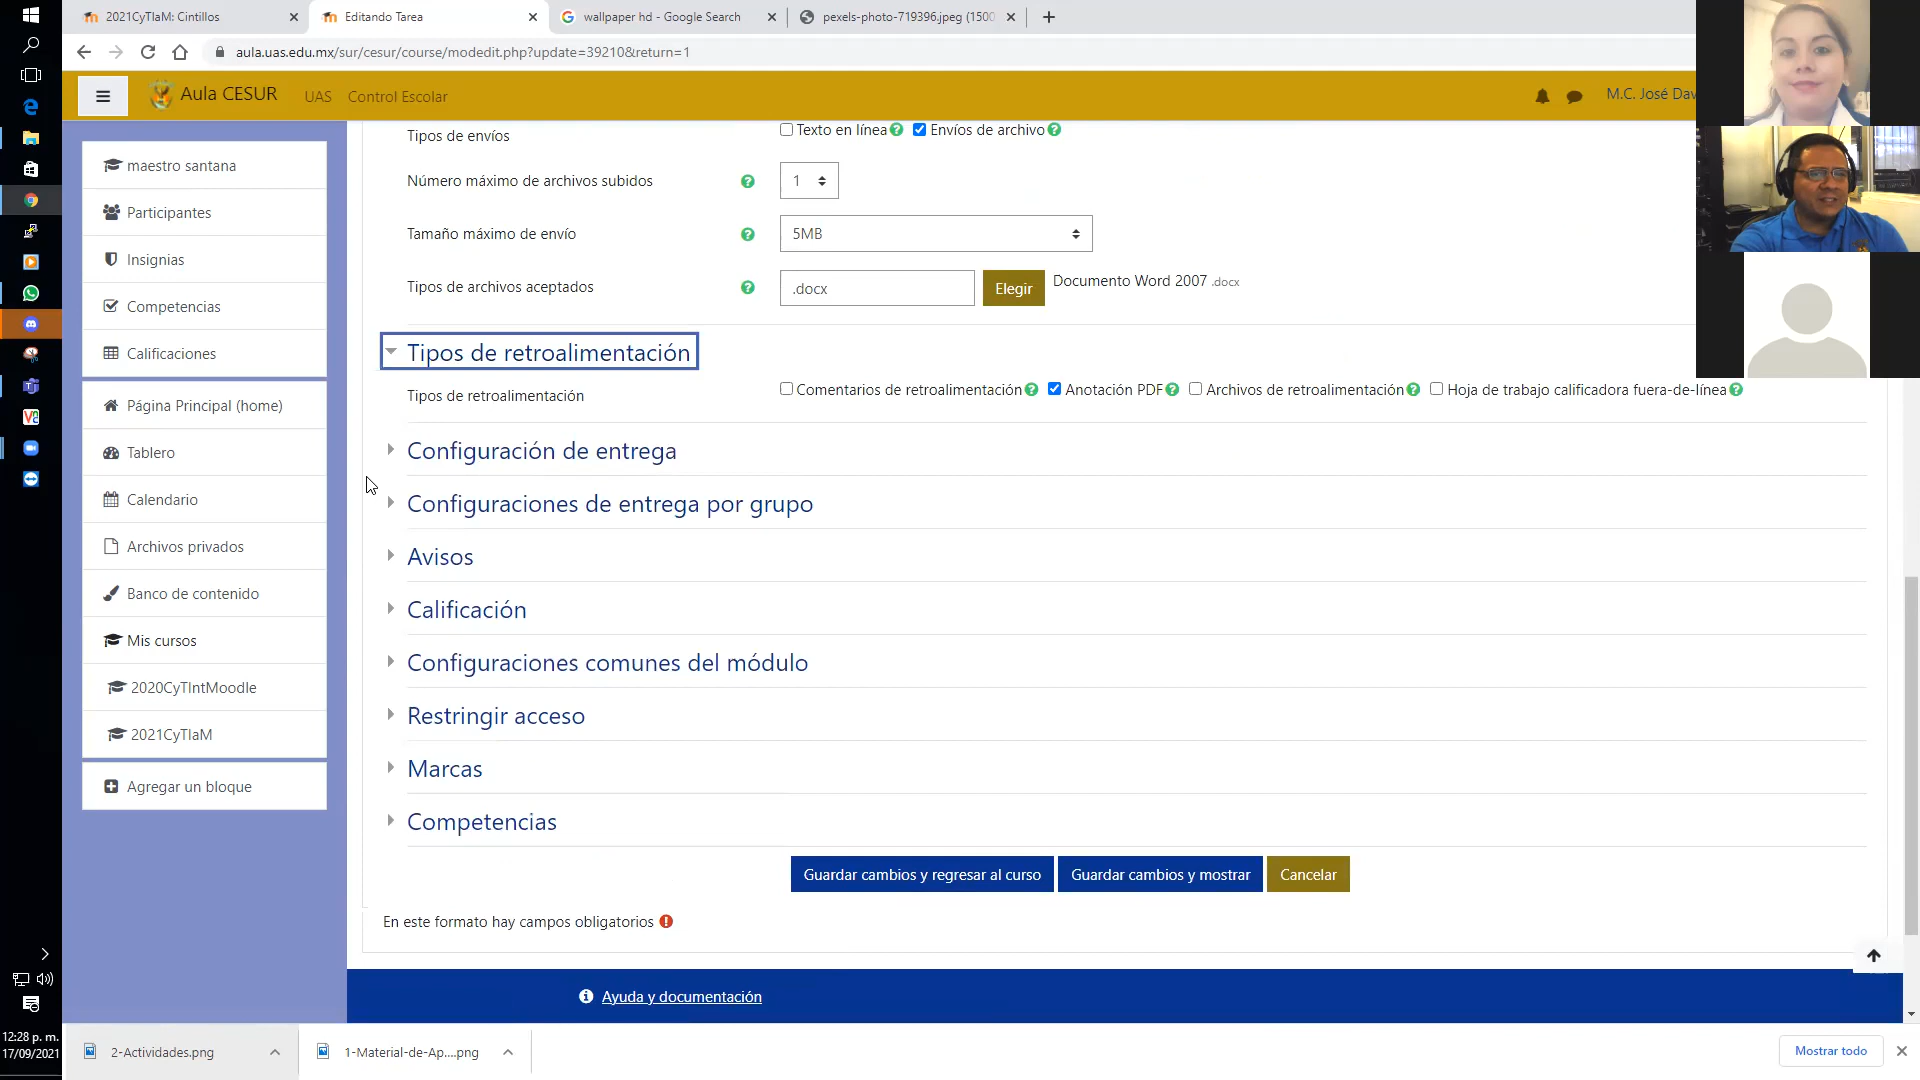 2021CyTIaM: Cintillos
Editando Tarea
wallpaper hd - Google Search
pexels-photo-719396.jpeg (1500
aula.uas.edu.mx/sur/cesur/course/modedit.php?update=39210&return=1
Aula CESUR
UAS
Control Escolar
M.C. José Dav
maestro santana
Participantes
Insignias
Competencias
Calificaciones
Página Principal (home)
Tablero
Calendario
Archivos privados
Banco de contenido
Mis cursos
2020CyTIntMoodle
2021CyTIaM
Agregar un bloque
Tipos de envíos
Texto en línea
Envíos de archivo
Número máximo de archivos subidos
1
Tamaño máximo de envío
5MB
Tipos de archivos aceptados
.docx
Elegir
Documento Word 2007 .docx
Tipos de retroalimentación
Tipos de retroalimentación
Comentarios de retroalimentación
Anotación PDF
Archivos de retroalimentación
Hoja de trabajo calificadora fuera-de-línea
Configuración de entrega
Configuraciones de entrega por grupo
Avisos
Calificación
Configuraciones comunes del módulo
Restringir acceso
Marcas
Competencias
Guardar cambios y regresar al curso
Guardar cambios y mostrar
Cancelar
En este formato hay campos obligatorios
Ayuda y documentación
12:28 p. m.
17/09/2021
2-Actividades.png
1-Material-de-Ap....png
Mostrar todo